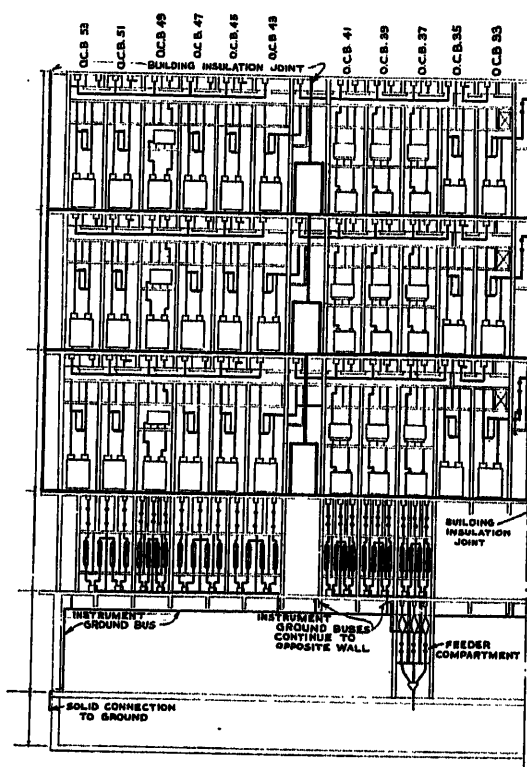 O.C.B. 53
O.C.B. 51
O.C.B. 49
O.C.B. 47
O.C.B. 45
O.C.B. 43
O.C.B. 41
O.C.B. 39
O.C.B. 37
O.C.B. 35
O.C.B. 33
BUILDING INSULATION JOINT
BUILDING
INSULATION
JOINT
INSTRUMENT
GROUND BUS
INSTRUMENT
GROUND BUSES
CONTINUE TO
OPPOSITE WALL
FEEDER
COMPARTMENT
SOLID CONNECTION
TO GROUND